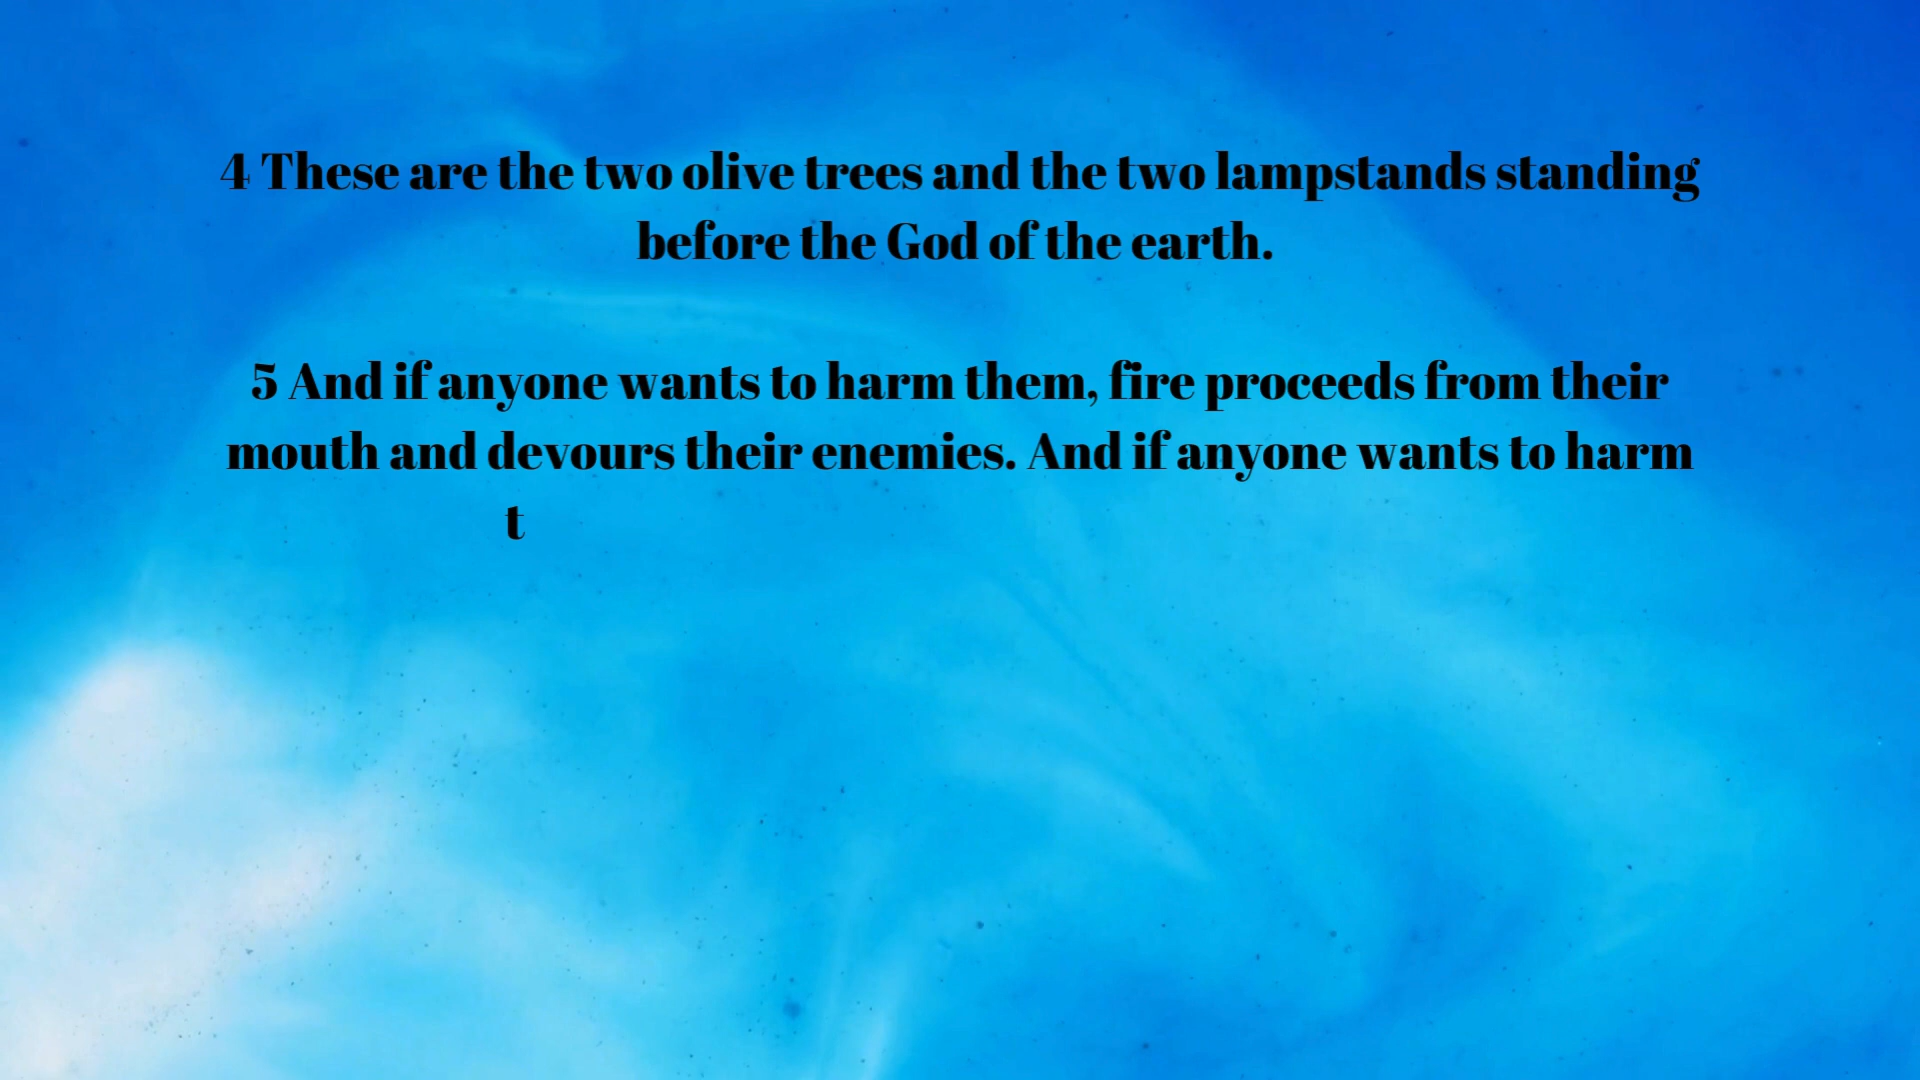 4 These are the two olive trees and the two lampstands standing
before the God of the earth.
5 And if anyone wants to harm them, fire proceeds from their
mouth and devours their enemies. And if anyone wants to harm
t